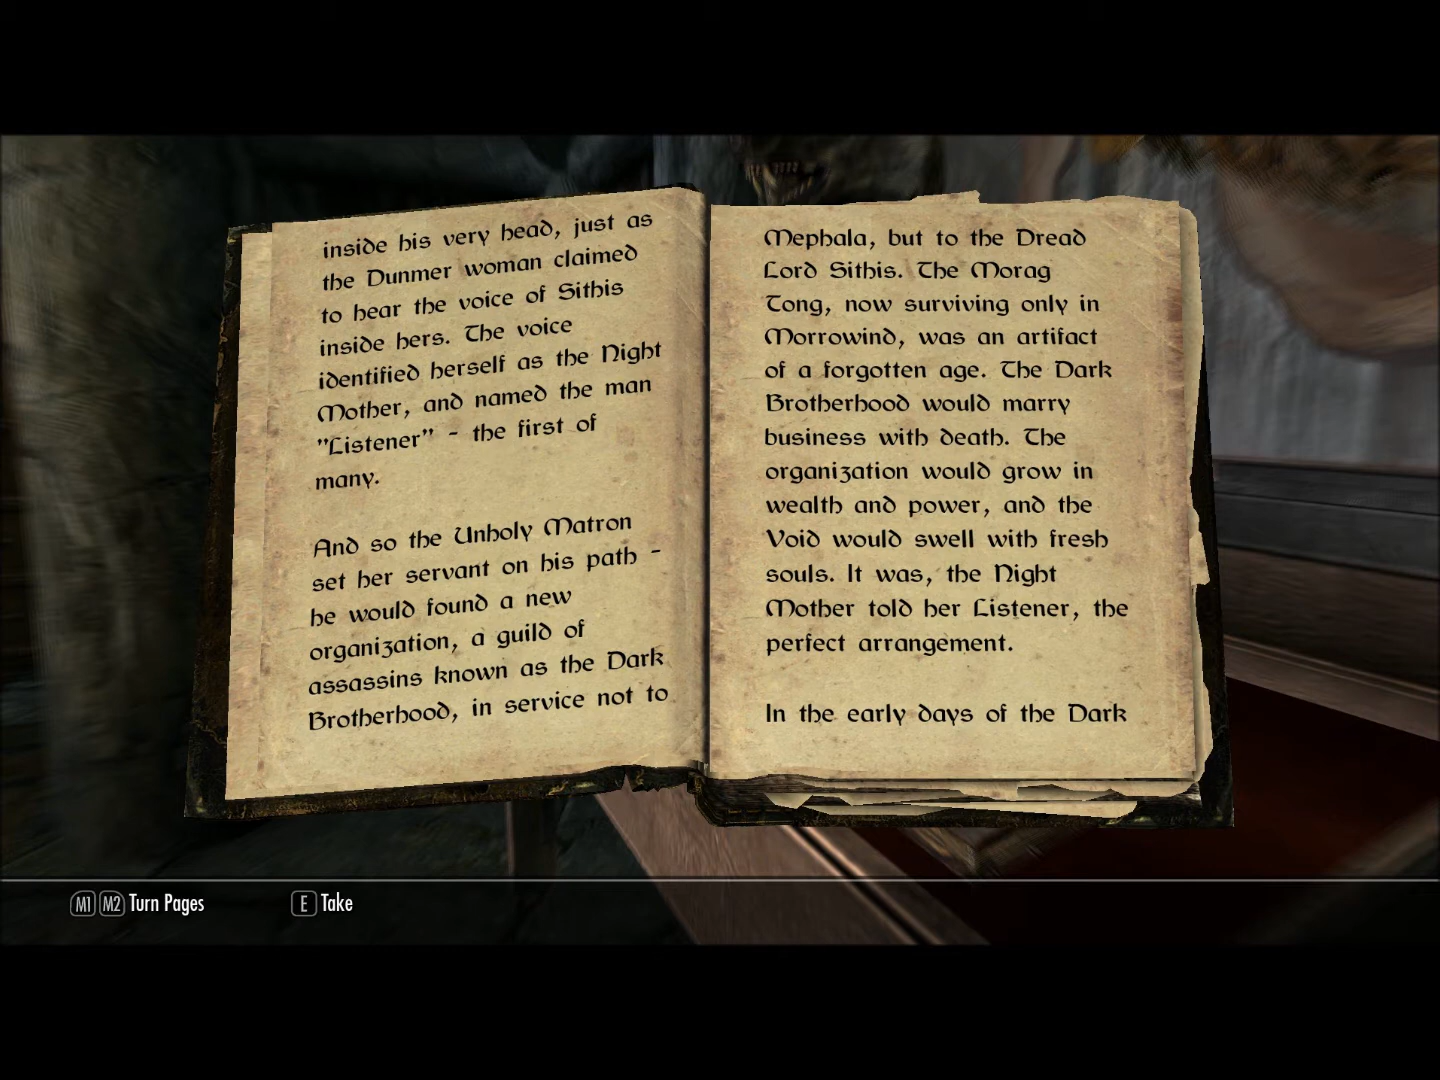 inside his very head, just as
the Dunmer woman claimed
to hear the voice of Sithis
inside hers. The voice
identified herself as the Night
Mother, and named the man
"Listener" - the first of
many.
And so the Unholy Matron
set her servant on his path -
he would found a new
organization, a guild of
assassins known as the Dark
Brotherhood, in service not to
Mephala, but to the Dread
Lord Sithis. The Morag
Tong, now surviving only in
Morrowind, was an artifact
of a forgotten age. The Dark
Brotherhood would marry
business with death. The
organization would grow in
wealth and power, and the
Void would swell with fresh
souls. It was, the Night
Mother told her Listener, the
perfect arrangement.
In the early days of the Dark
M1 M2 Turn Pages
E Take